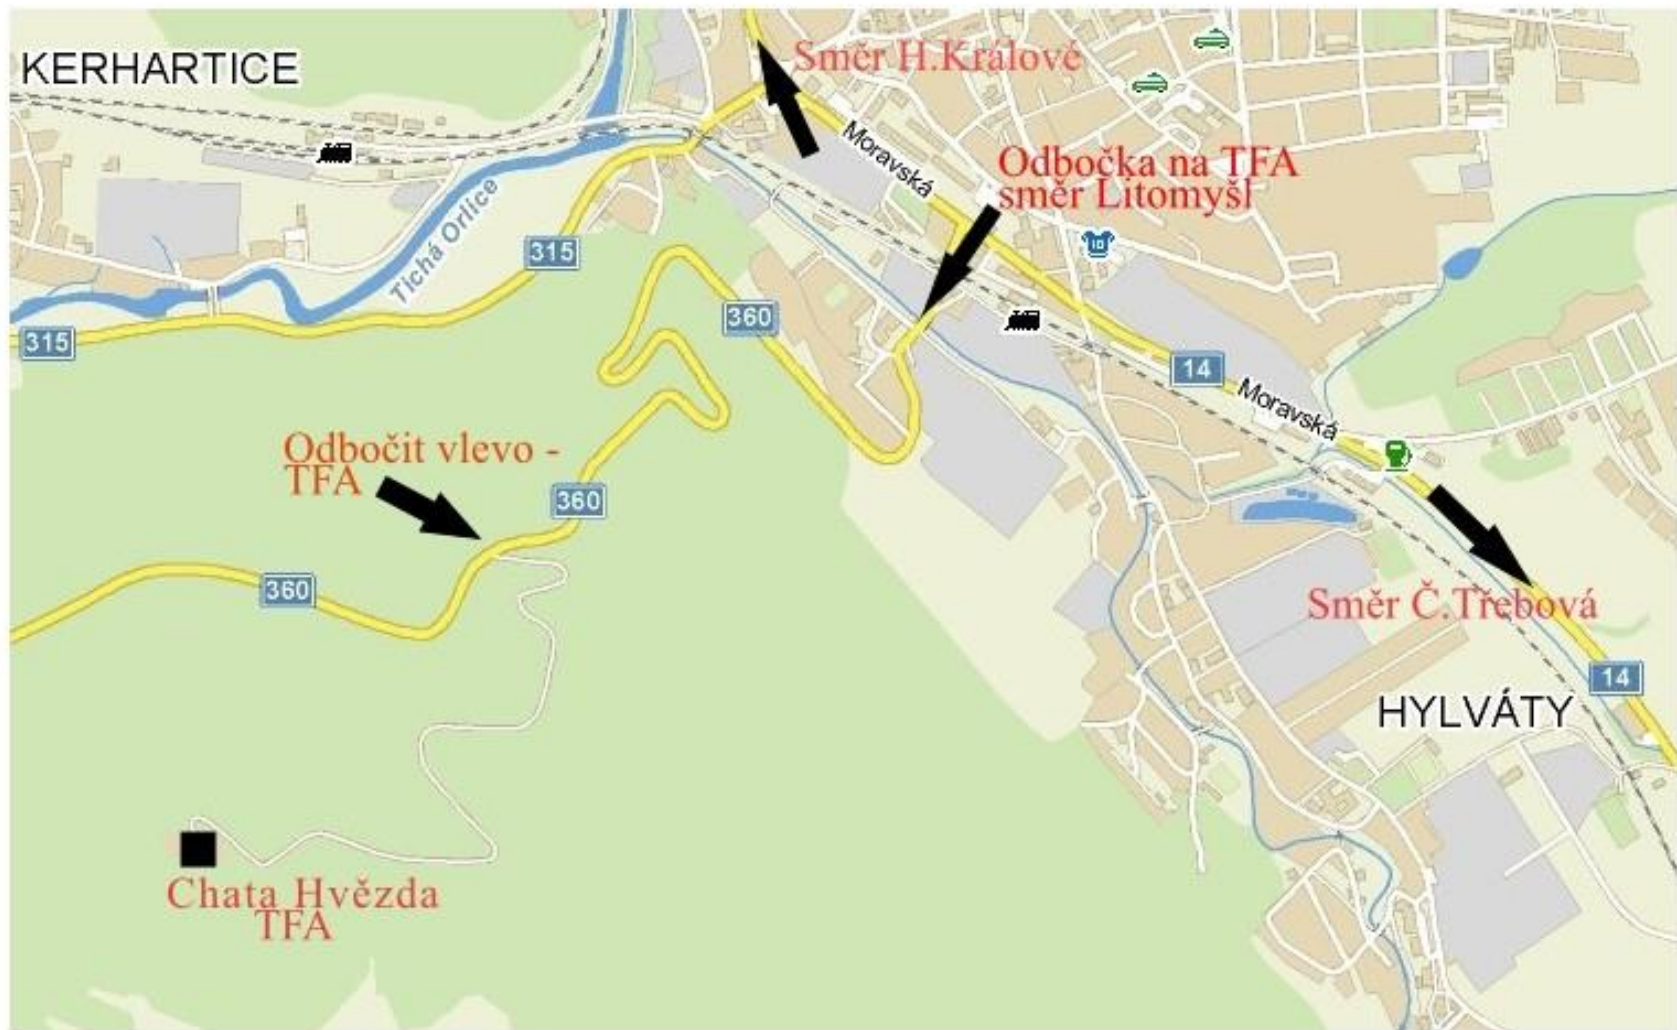 KERHARTICE
Směr H.Králové
Moravská
Odbočka na TFA
směr Litomyšl
10
Tichá Orlice
315
315
360
14
Moravská
Odbočit vlevo -
TFA
360
360
Směr Č.Třebová
14
HYLVÁTY
Chata Hvězda
TFA